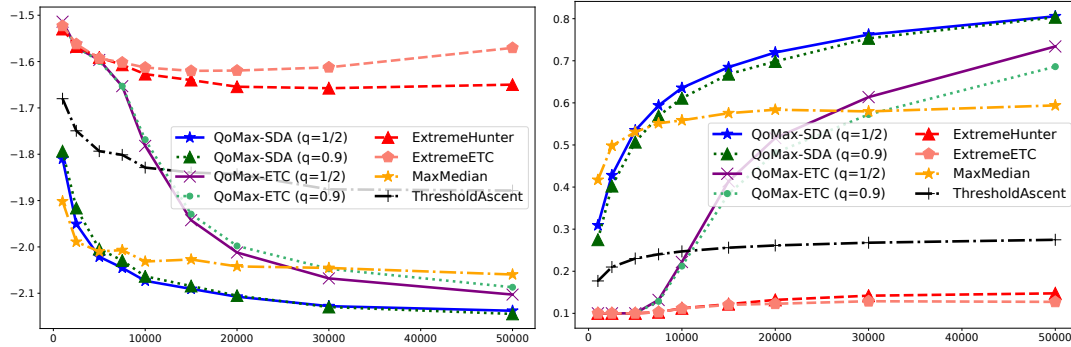 −1.5
−1.6
−1.7
−1.8
−1.9
−2.0
−2.1
0 10000 20000 30000 40000 50000
QoMax-SDA (q=1/2) ExtremeHunter
QoMax-SDA (q=0.9) ExtremeETC
QoMax-ETC (q=1/2) MaxMedian
QoMax-ETC (q=0.9) ThresholdAscent
0.8
0.7
0.6
0.5
0.4
0.3
0.2
0.1
0 10000 20000 30000 40000 50000
QoMax-SDA (q=1/2) ExtremeHunter
QoMax-SDA (q=0.9) ExtremeETC
QoMax-ETC (q=1/2) MaxMedian
QoMax-ETC (q=0.9) ThresholdAscent